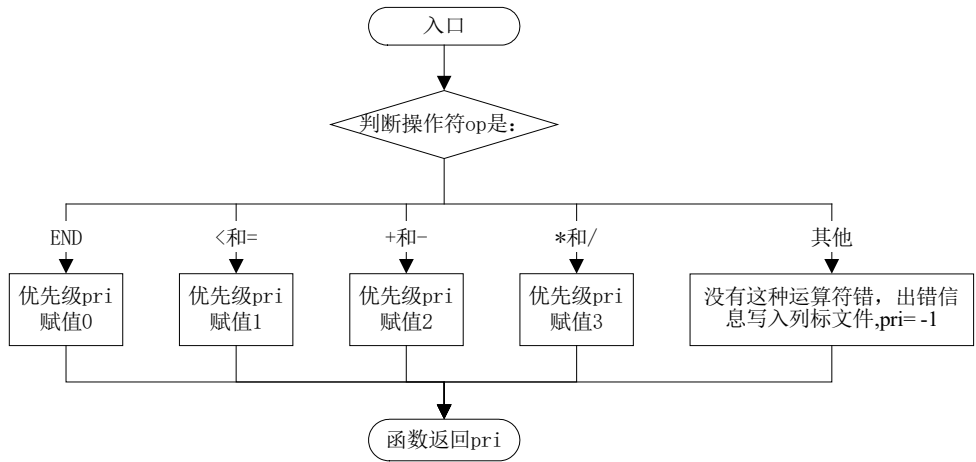 入口
判断操作符op是:
END
<和=
+和-
*和/
其他
优先级pri
赋值0
优先级pri
赋值1
优先级pri
赋值2
优先级pri
赋值3
没有这种运算符错，出错信
息写入列标文件,pri= -1
函数返回pri